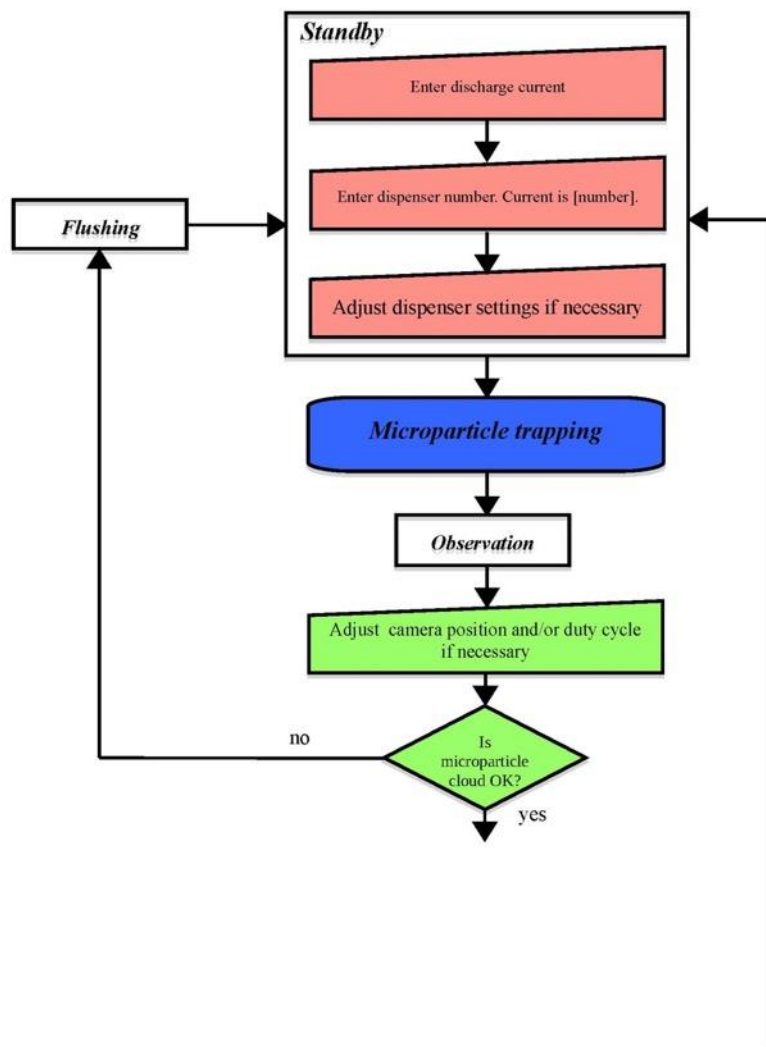 Standby
Enter discharge current
Enter dispenser number. Current is [number].
Flushing
Adjust dispenser settings if necessary
Microparticle trapping
Observation
Adjust camera position and/or duty cycle
if necessary
no
Is
microparticle
cloud OK?
yes